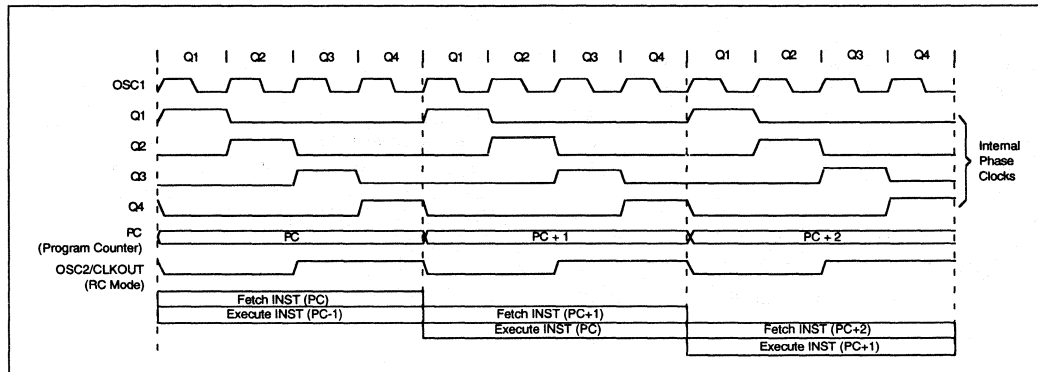 Q1 | Q2 | Q3 | Q4 | Q1 | Q2 | Q3 | Q4 | Q1 | Q2 | Q3 | Q4
OSC1
Q1
Q2
Q3
Q4
Internal
Phase
Clocks
PC
(Program Counter)
PC
PC + 1
PC + 2
OSC2/CLKOUT
(RC Mode)
Fetch INST (PC)
Execute INST (PC-1)
Fetch INST (PC+1)
Execute INST (PC)
Fetch INST (PC+2)
Execute INST (PC+1)